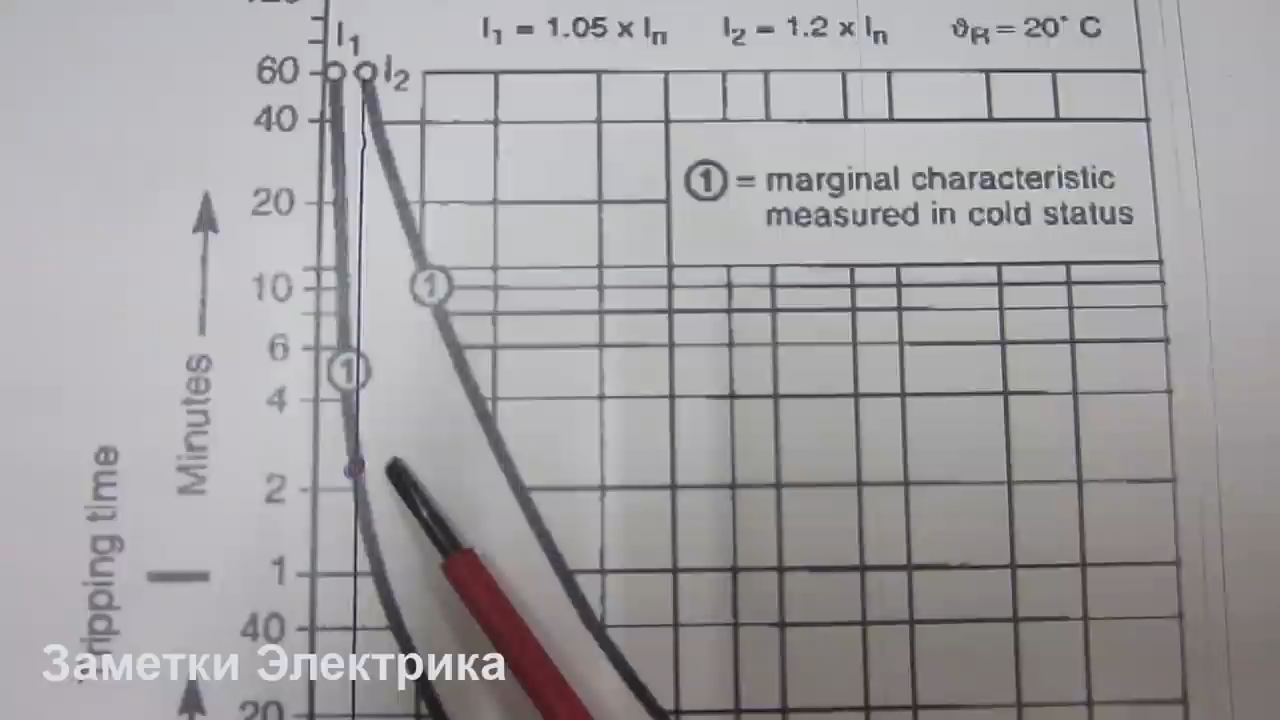 I₁ = 1.05 x Iₙ I₂ = 1.2 x Iₙ ϑR = 20° C
I₁
60 I₂
40
① = marginal characteristic
measured in cold status
20
10 ①
6
① 
4
2
1
40
20
Minutes
Tripping time
Заметки Электрика